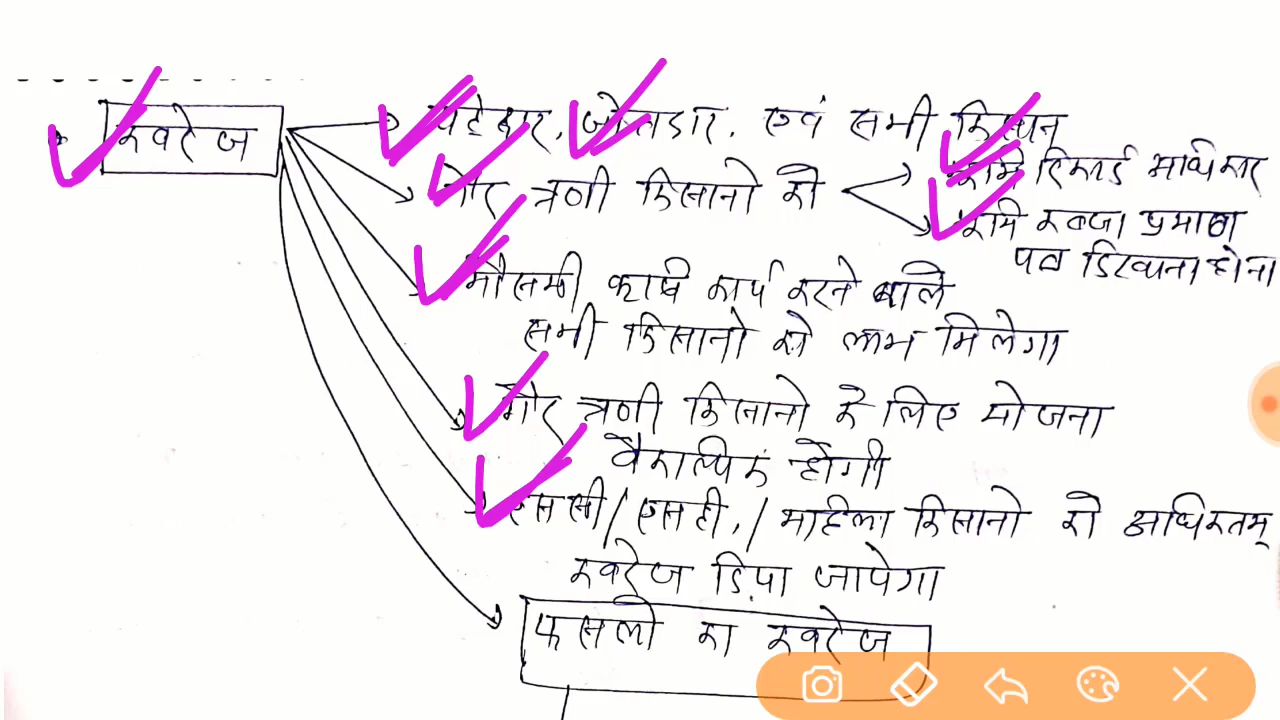 कवरेज
पट्टेदार, जोतदार, एवं सभी किसान
गैर ऋणी किसानो को
भूमि रिकार्ड अधिकार
भूमि कब्जा प्रमाण
पत्र दिखाना होगा
मौसमी कृषि कार्य करने वाले
सभी किसानो को लाभ मिलेगा
गैर ऋणी किसानो के लिए योजना
वैकल्पिक होगी
एससी/एसटी,/महिला किसानो को अधिकतम्
कवरेज दिया जायेगा
फसलो का कवरेज